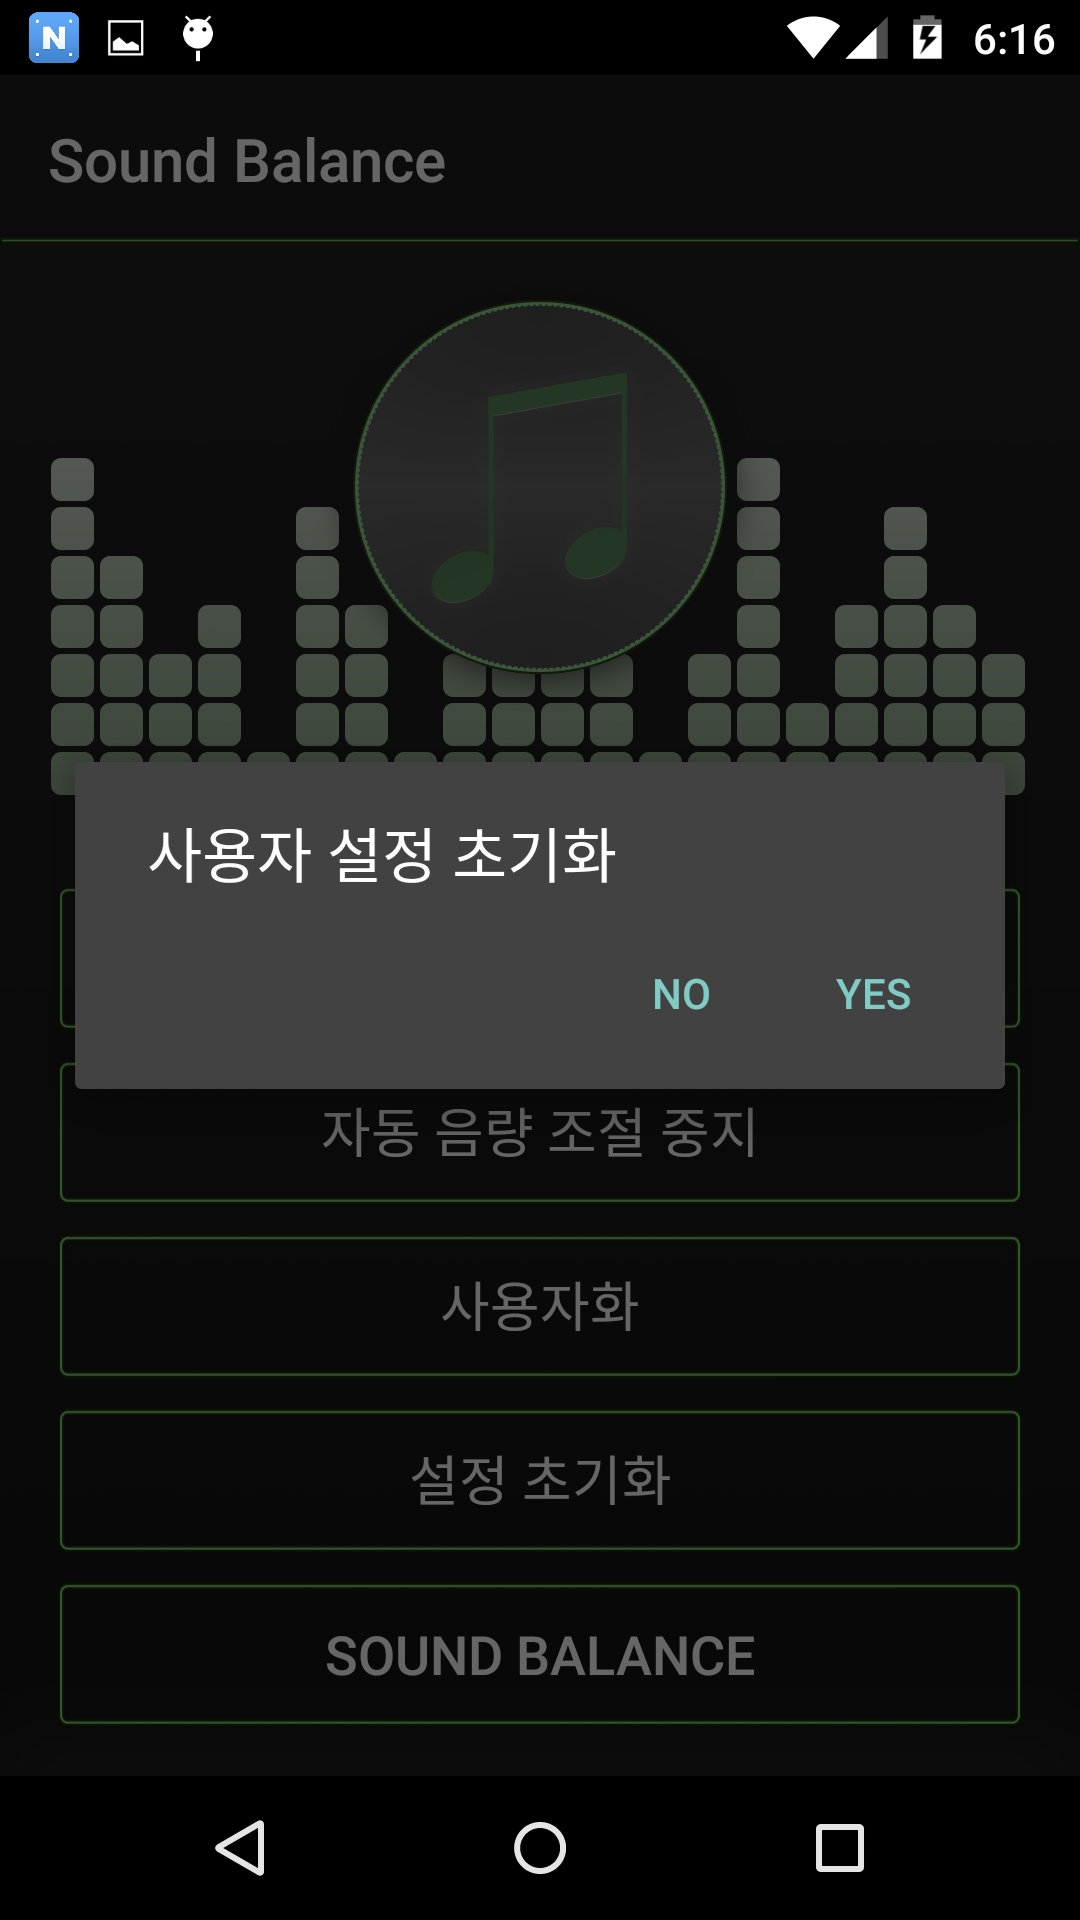 N
6:16
Sound Balance
사용자 설정 초기화
NO YES
자동 음량 조절 중지
사용자화
설정 초기화
SOUND BALANCE